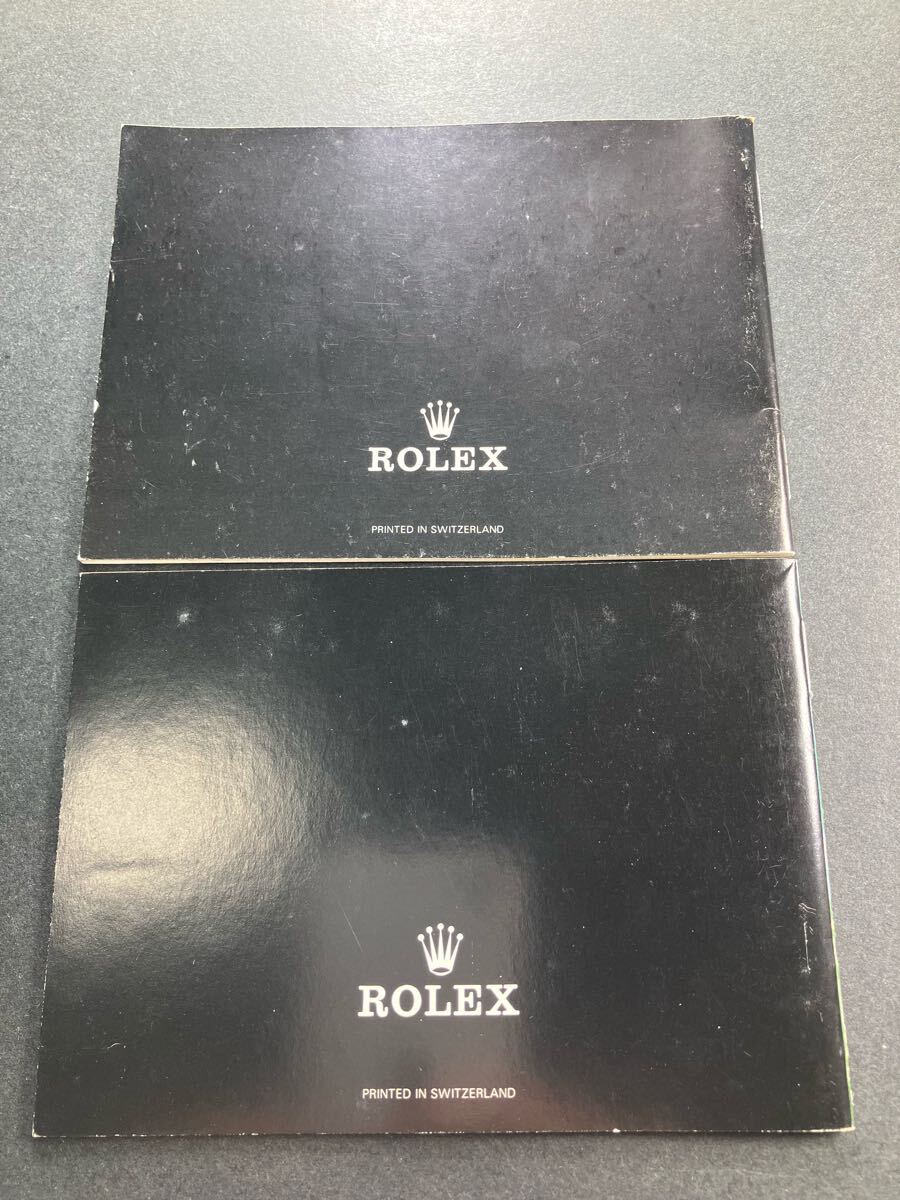 ROLEX
PRINTED IN SWITZERLAND
ROLEX
PRINTED IN SWITZERLAND